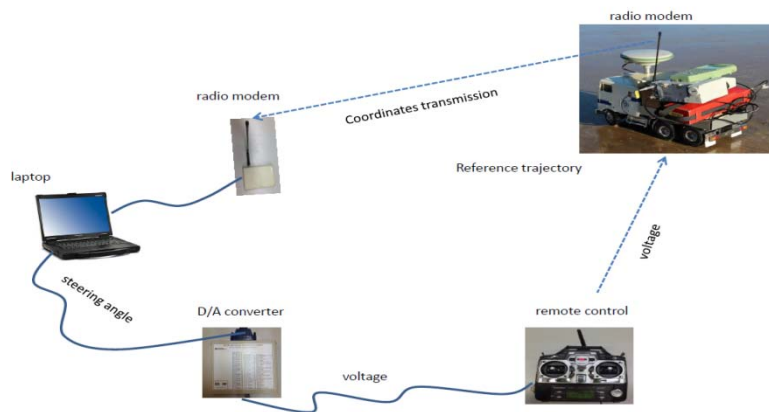 radio modem
radio modem
Coordinates transmission
laptop
Reference trajectory
voltage
steering angle
D/A converter
remote control
voltage